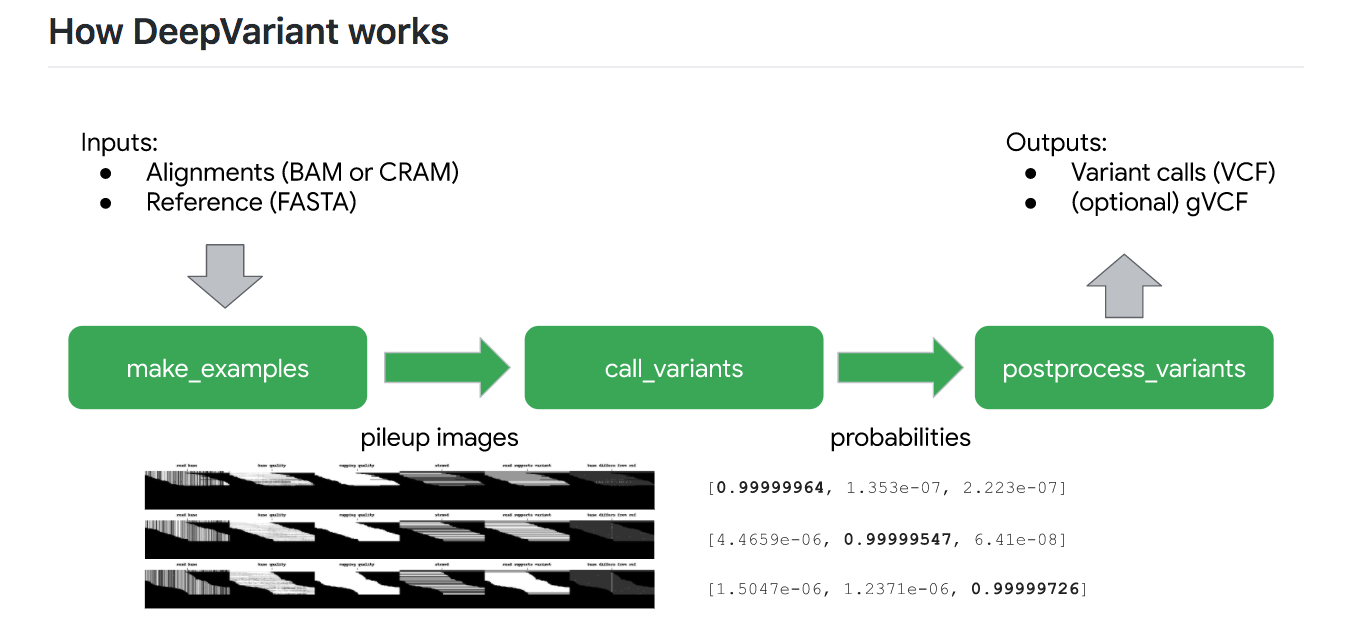 How DeepVariant works
Inputs:
● Alignments (BAM or CRAM)
● Reference (FASTA)
Outputs:
● Variant calls (VCF)
● (optional) gVCF
make_examples
call_variants
postprocess_variants
pileup images
probabilities
read base base quality mapping quality strand read supports variant base differs from ref
[0.99999964, 1.353e-07, 2.223e-07]
read base base quality mapping quality strand read supports variant base differs from ref
[4.4659e-06, 0.99999547, 6.41e-08]
read base base quality mapping quality strand read supports variant base differs from ref
[1.5047e-06, 1.2371e-06, 0.99999726]